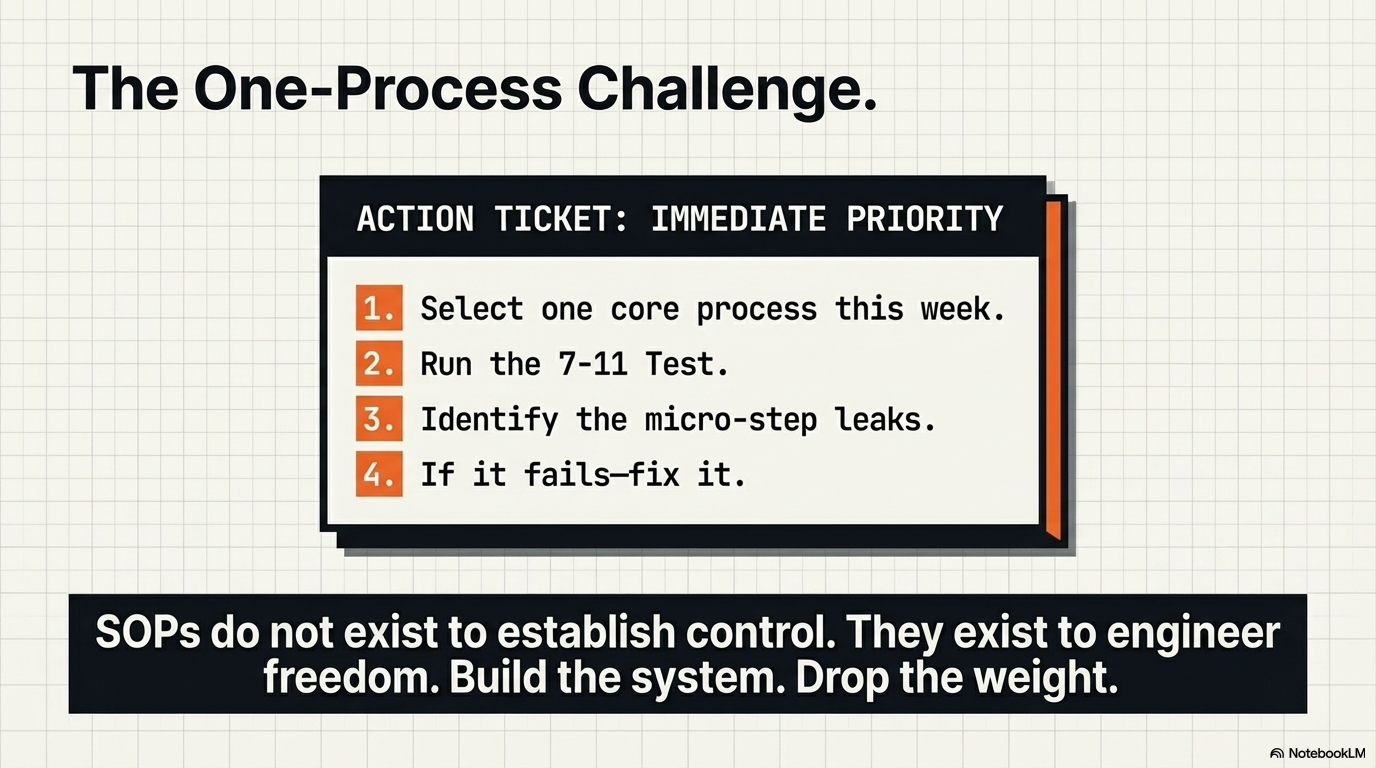 The One-Process Challenge.
ACTION TICKET: IMMEDIATE PRIORITY
1. Select one core process this week.
2. Run the 7-11 Test.
3. Identify the micro-step leaks.
4. If it fails—fix it.
SOPs do not exist to establish control. They exist to engineer
freedom. Build the system. Drop the weight.
NotebookLM